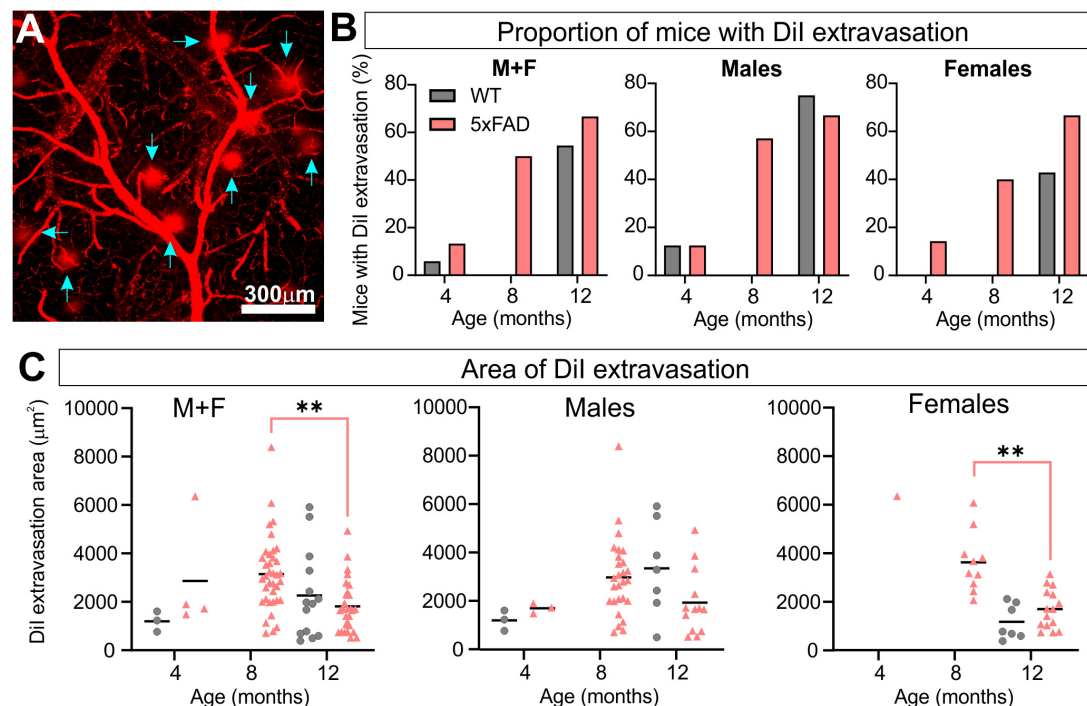 A
300μm
B
Proportion of mice with DiI extravasation
M+F
Males
Females
Mice with DiI extravasation (%)
WT
5xFAD
80
60
40
20
0
4
8
12
Age (months)
80
60
40
20
0
4
8
12
Age (months)
80
60
40
20
0
4
8
12
Age (months)
C
Area of DiI extravasation
DiI extravasation area (μm²)
M+F
**
10000
8000
6000
4000
2000
0
4
8
12
Age (months)
Males
10000
8000
6000
4000
2000
0
4
8
12
Age (months)
Females
**
10000
8000
6000
4000
2000
0
4
8
12
Age (months)